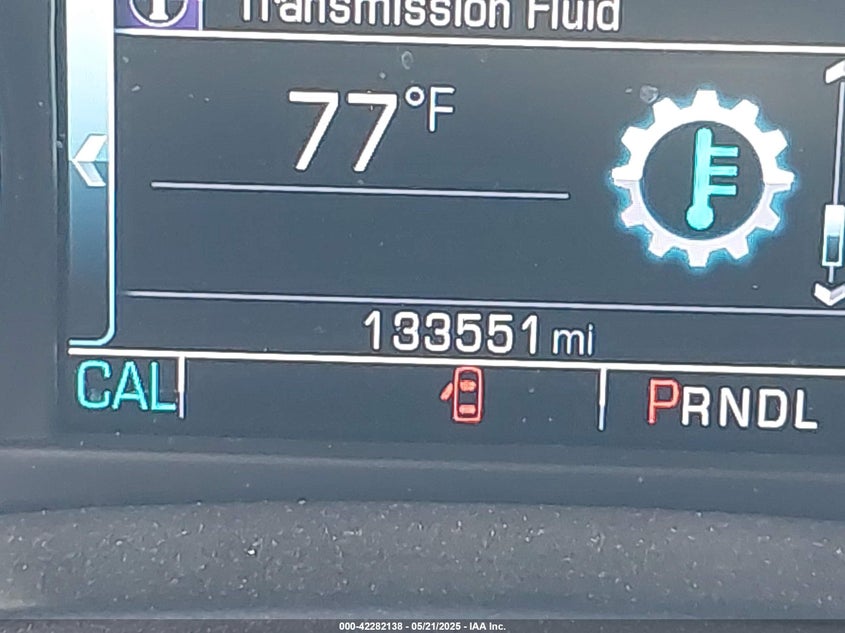 Transmission Fluid
77°F
133551 mi
CAL
PRNDL
000-42282138 - 05/21/2025 - IAA Inc.